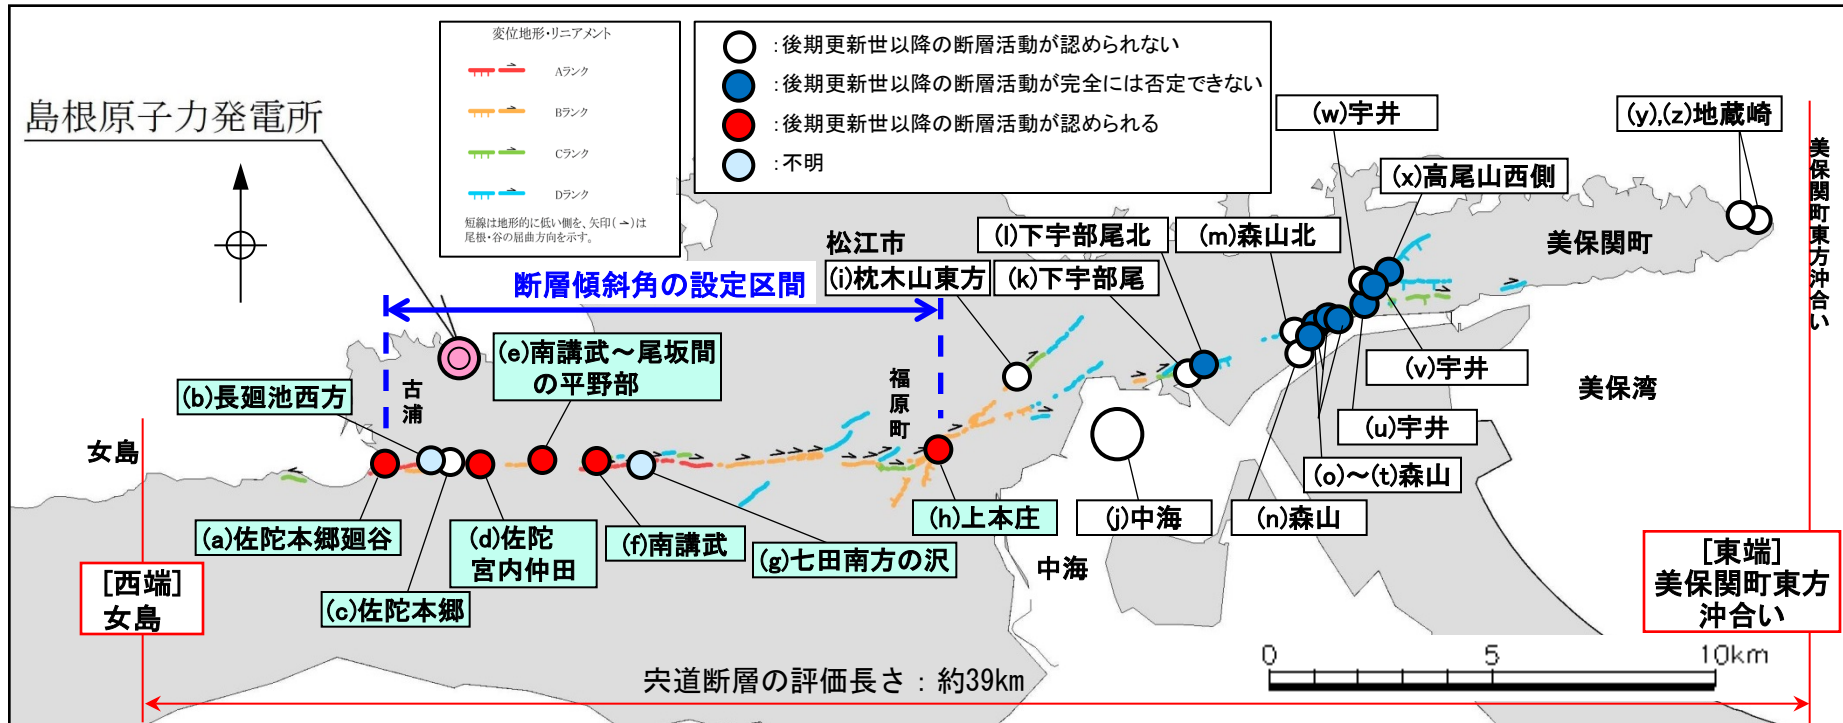 変位地形・リニアメント
Aランク
Bランク
Cランク
Dランク
短線は地形的に低い側を、矢印(⇀)は
尾根・谷の屈曲方向を示す。
:後期更新世以降の断層活動が認められない
:後期更新世以降の断層活動が完全には否定できない
:後期更新世以降の断層活動が認められる
:不明
島根原子力発電所
(w)宇井
(y),(z)地蔵崎
(x)高尾山西側
美保関町東方沖合い
松江市
(l)下宇部尾北
(m)森山北
美保関町
断層傾斜角の設定区間
(i)枕木山東方
(k)下宇部尾
(e)南講武～尾坂間
の平野部
(b)長廻池西方
古浦
福原町
(v)宇井
美保湾
(u)宇井
女島
(o)～(t)森山
(a)佐陀本郷廻谷
(d)佐陀
宮内仲田
(f)南講武
(g)七田南方の沢
(h)上本庄
(j)中海
(n)森山
中海
(c)佐陀本郷
[西端]
女島
[東端]
美保関町東方
沖合い
0 5 10km
宍道断層の評価長さ：約39km